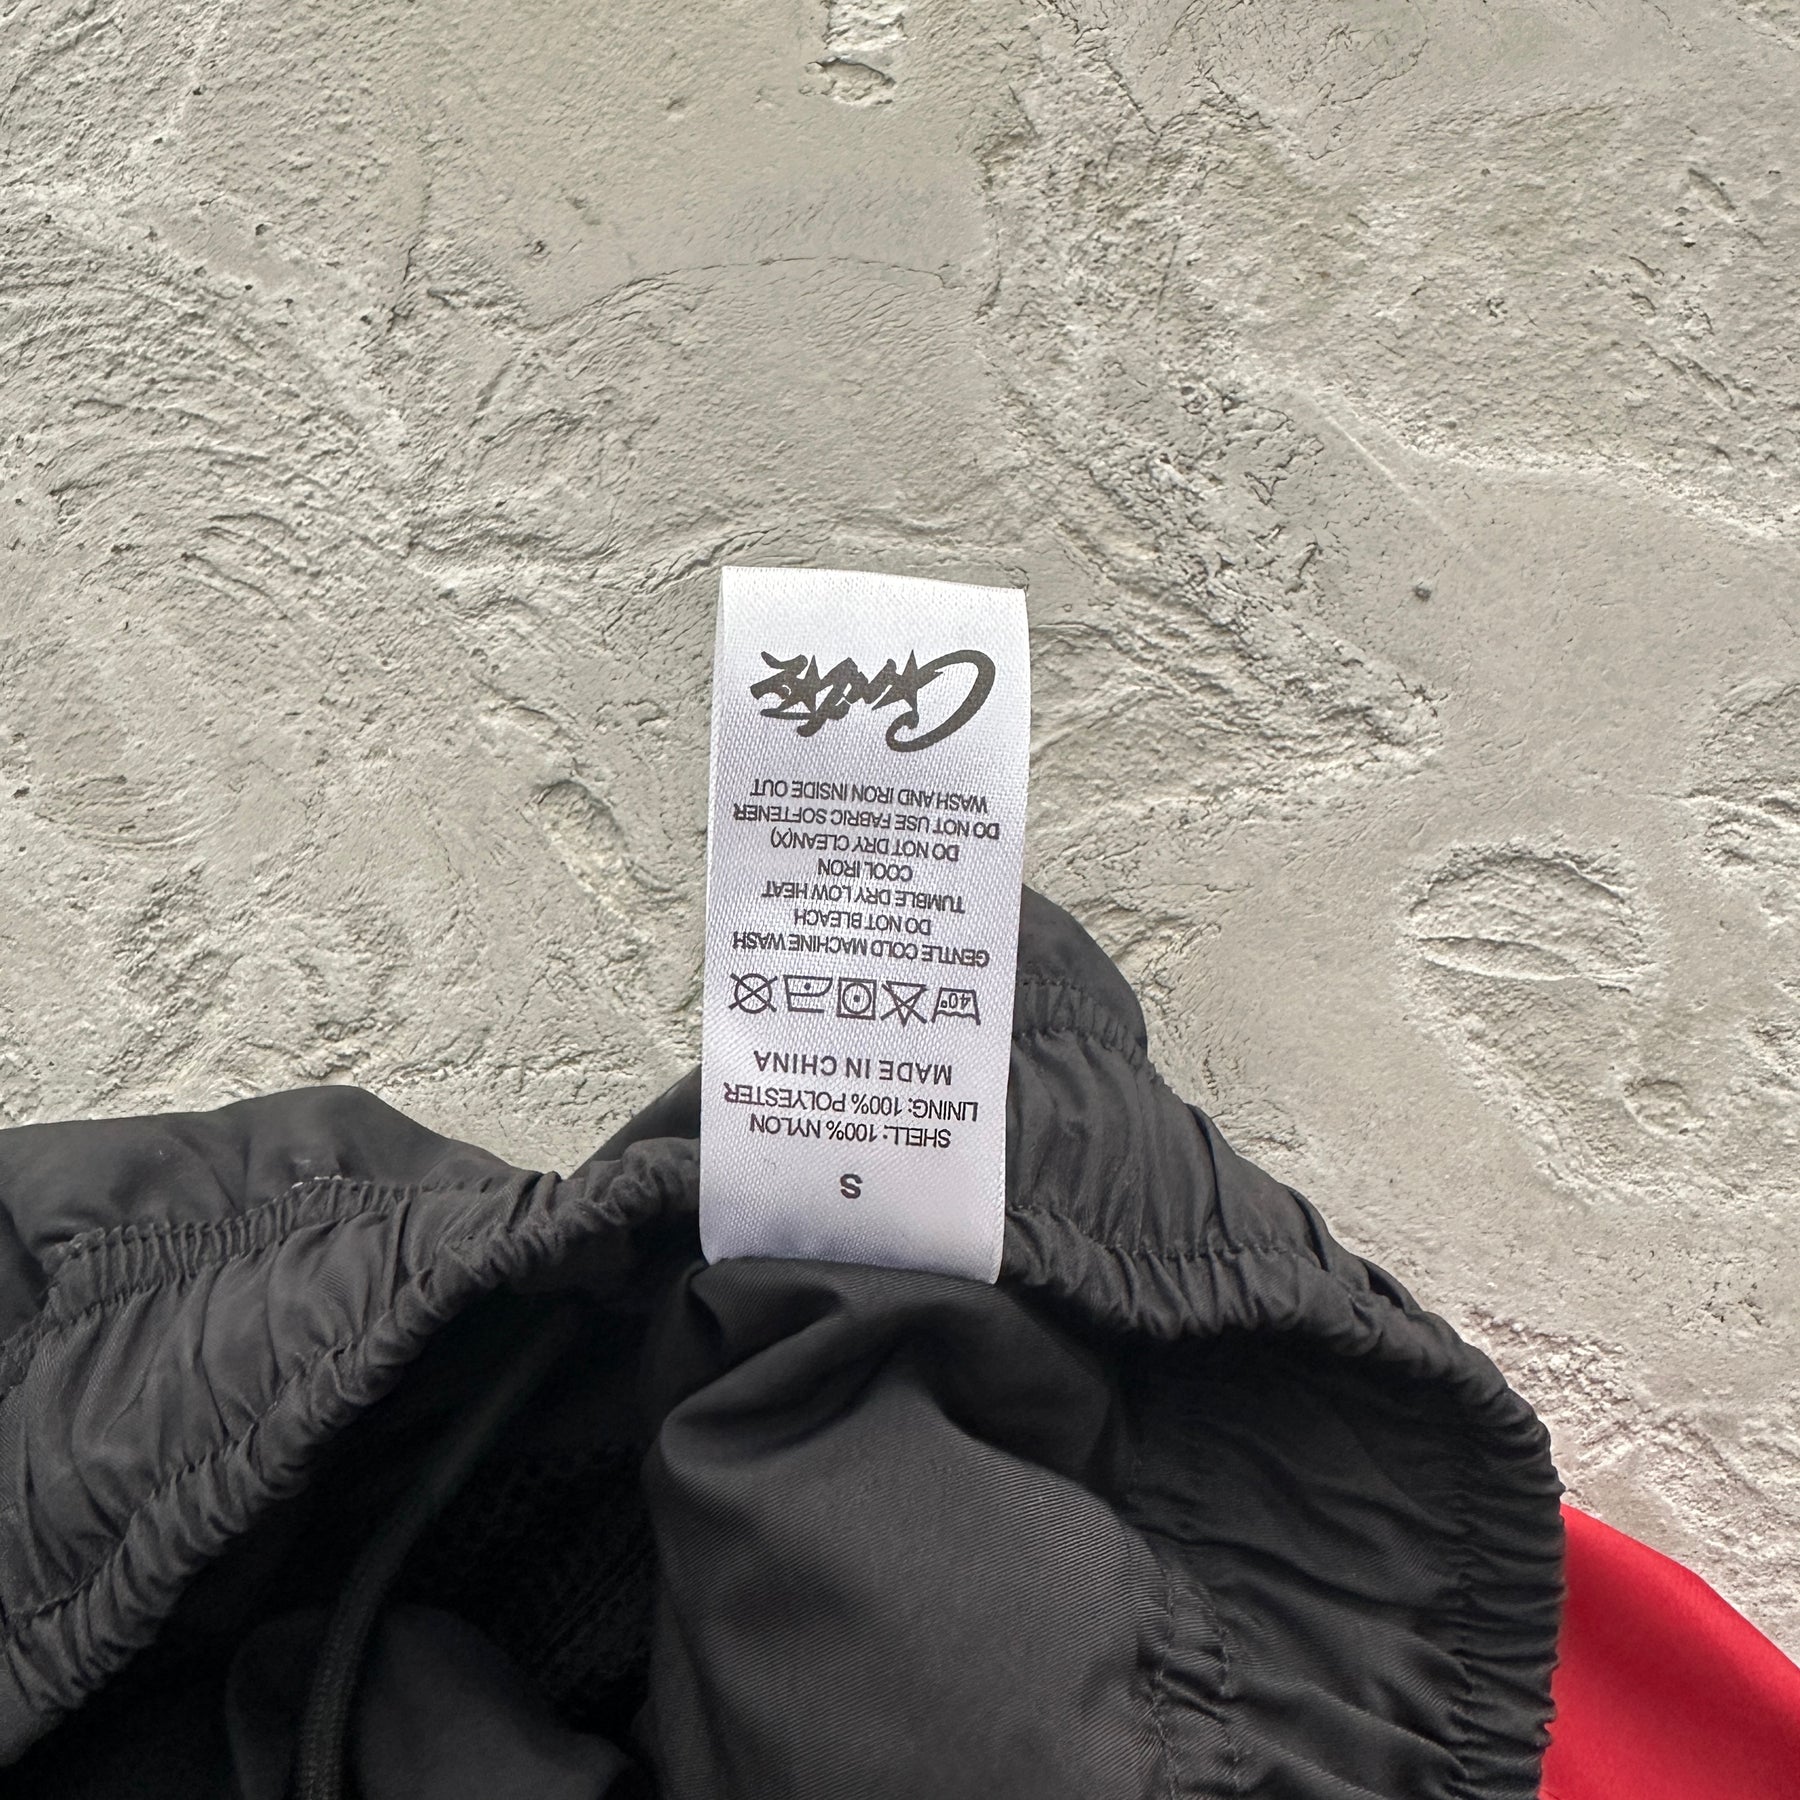 S
SHELL: 100% NYLON
LINING: 100% POLYESTER
MADE IN CHINA
40°
GENTLE COLD MACHINE WASH
DO NOT BLEACH
TUMBLE DRY LOW HEAT
COOL IRON
DO NOT DRY CLEAN(X)
DO NOT USE FABRIC SOFTENER
WASH AND IRON INSIDE OUT